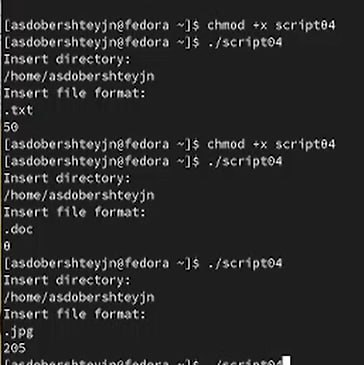 [asdobershteyjn@fedora ~]$ chmod +x script04
[asdobershteyjn@fedora ~]$ ./script04
Insert directory:
/home/asdobershteyjn
Insert file format:
.txt
50
[asdobershteyjn@fedora ~]$ chmod +x script04
[asdobershteyjn@fedora ~]$ ./script04
Insert directory:
/home/asdobershteyjn
Insert file format:
.doc
0
[asdobershteyjn@fedora ~]$ ./script04
Insert directory:
/home/asdobershteyjn
Insert file format:
.jpg
205
[asdobershteyjn@fedora ~]$ ./script04